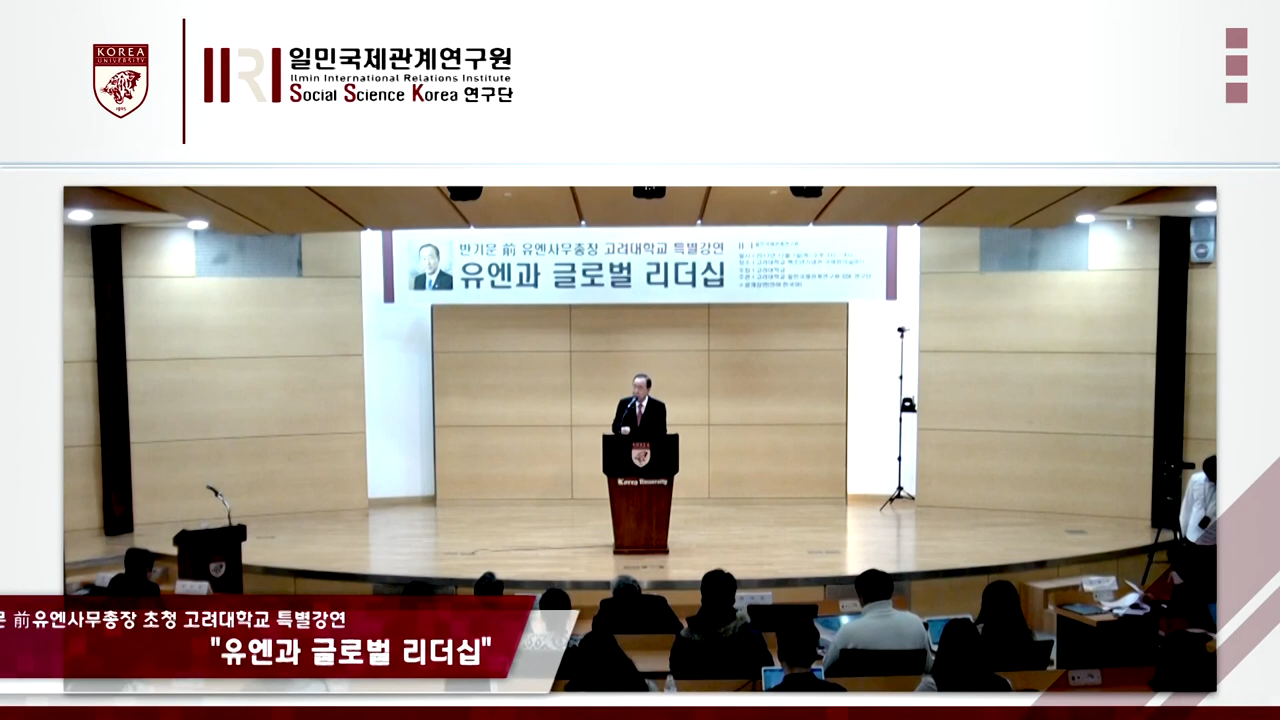 KOREA
UNIVERSITY
1905
IIRI
일민국제관계연구원
Ilmin International Relations Institute
Social Science Korea 연구단
반기문 前 유엔사무총장 고려대학교 특별강연
유엔과 글로벌 리더십
KOREA
Korea University
前유엔사무총장 초청 고려대학교 특별강연
"유엔과 글로벌 리더십"